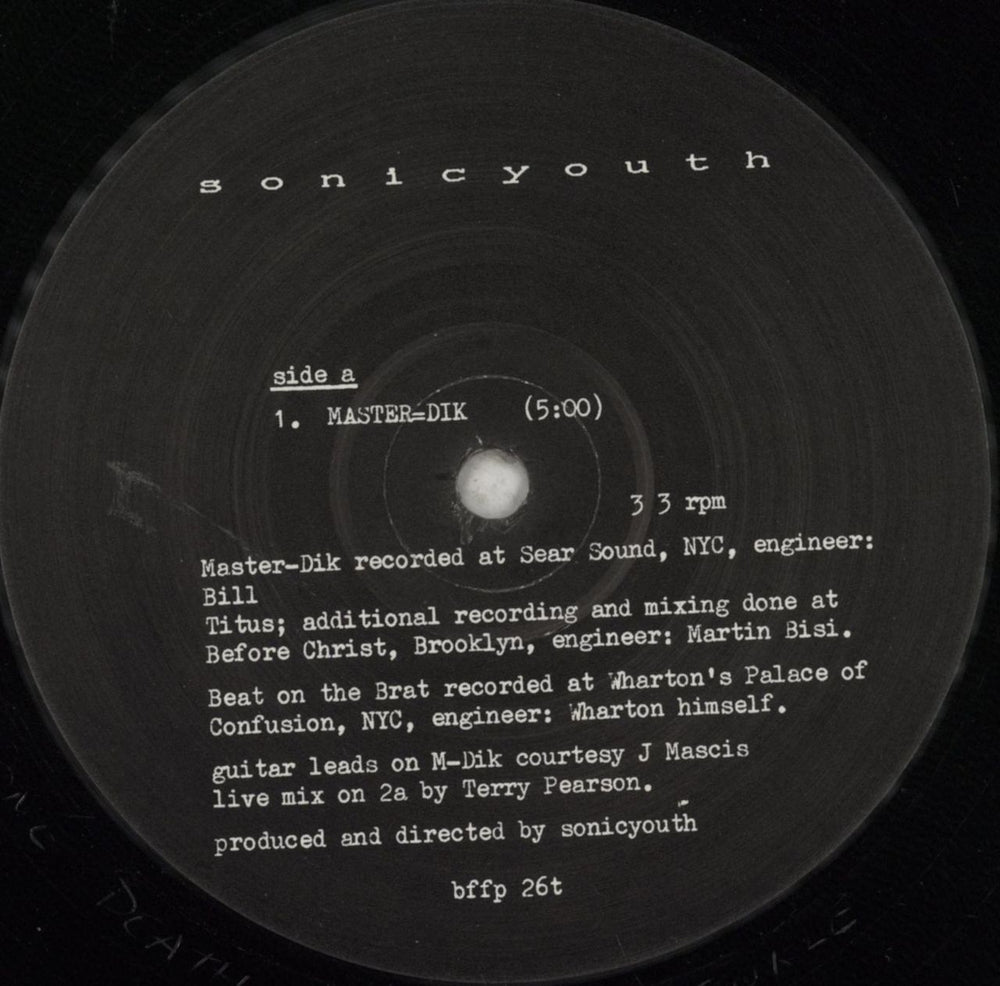 sonicyouth
side a
1. MASTER=DIK (5:00)
3 3 rpm
Master-Dik recorded at Sear Sound, NYC, engineer:
Bill
Titus; additional recording and mixing done at
Before Christ, Brooklyn, engineer: Martin Bisi.
Beat on the Brat recorded at Wharton's Palace of
Confusion, NYC, engineer: Wharton himself.
guitar leads on M-Dik courtesy J Mascis
live mix on 2a by Terry Pearson.
produced and directed by sonicyouth
bffp 26t